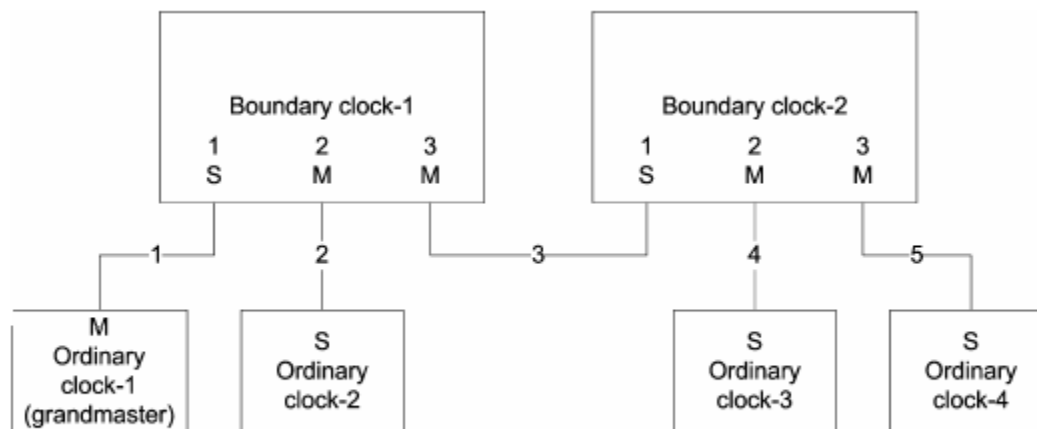 Boundary clock-1
1 2 3
S M M
Boundary clock-2
1 2 3
S M M
1 2 3 4 5
M
Ordinary
clock-1
(grandmaster)
S
Ordinary
clock-2
S
Ordinary
clock-3
S
Ordinary
clock-4